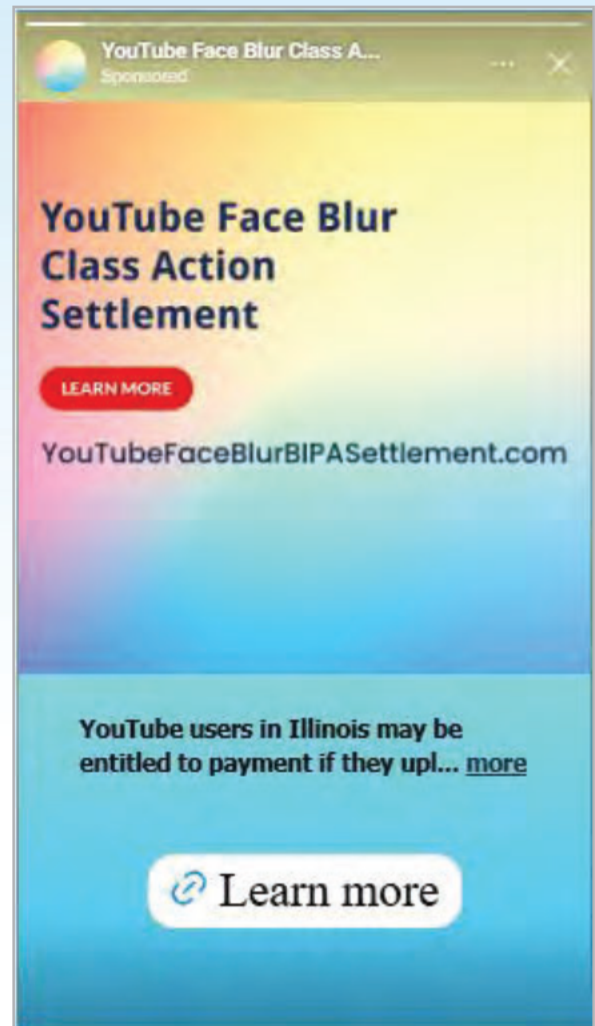 YouTube Face Blur Class A...
Sponsored
YouTube Face Blur
Class Action
Settlement
LEARN MORE
YouTubeFaceBlurBIPASettlement.com
YouTube users in Illinois may be
entitled to payment if they upl... more
Learn more